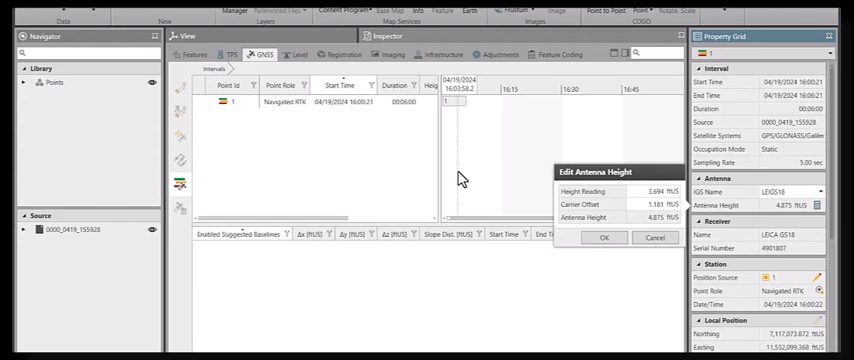 Manager Referenced Files Content Program Base Map Info Feature Earth Image Point to Point Rotate, Scale
Data New Layers Map Services Images COGO
Navigator
Library
Points
Source
0000_0419_155928
View
Inspector
Features TPS GNSS Level Registration Imaging Infrastructure Adjustments Feature Coding
Intervals
Point Id Point Role Start Time Duration Heig
1 Navigated RTK 04/19/2024 16:00:21 00:06:00
04/19/2024
16:03:58.2
16:15 16:30 16:45
1
Enabled Suggested Baselines Δx [ftUS] Δy [ftUS] Δz [ftUS] Slope Dist. [ftUS] Start Time End Ti
Edit Antenna Height
Height Reading 3.694 ftUS
Carrier Offset 1.181 ftUS
Antenna Height 4.875 ftUS
OK Cancel
Property Grid
1
Interval
Start Time 04/19/2024 16:00:21
End Time 04/19/2024 16:06:21
Duration 00:06:00
Source 0000_0419_155928
Satellite Systems GPS/GLONASS/Galilei
Occupation Mode Static
Sampling Rate 5.00 sec
Antenna
IGS Name LEIGS18
Antenna Height 4.875 ftUS
Receiver
Name LEICA GS18
Serial Number 4901807
Station
Position Source 1
Point Role Navigated RTK
Date/Time 04/19/2024 16:00:22
Local Position
Northing 7,117,073.872 ftUS
Easting 11,532,099.368 ftUS